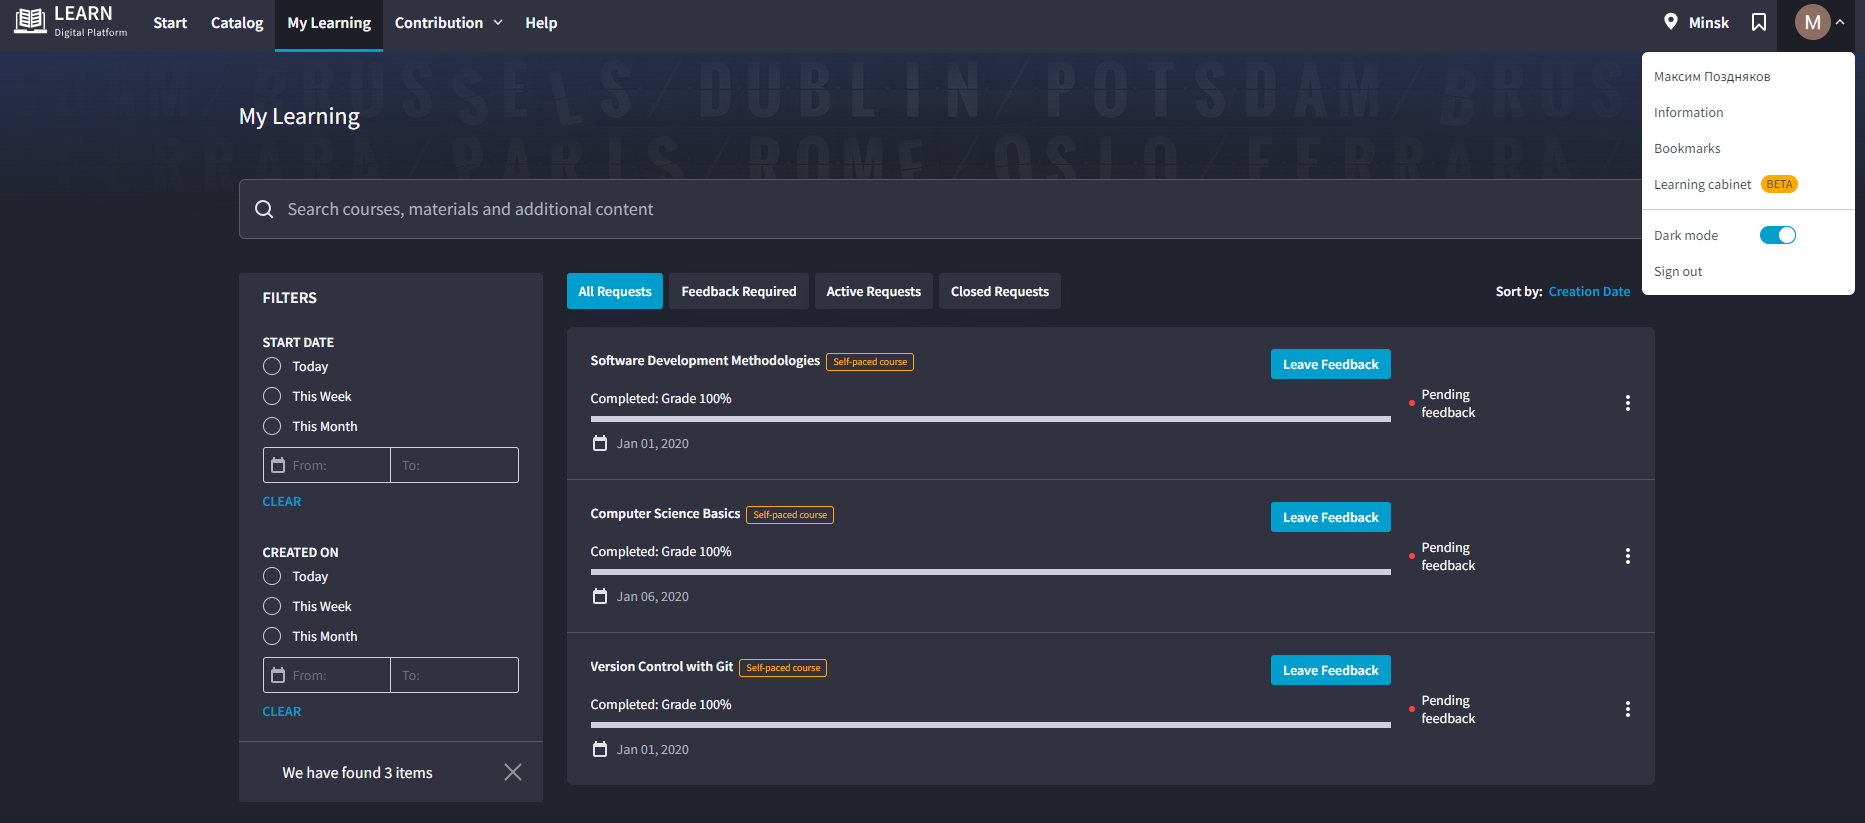 LEARN
Digital Platform
Start Catalog My Learning Contribution Help
Minsk
M
DAM/BRUSSELS/DUBLIN/POTSDAM/BRUS
FERRARA/PARIS/ROME/OSLO/FERRARA/
My Learning
Search courses, materials and additional content
Максим Поздняков
Information
Bookmarks
Learning cabinet BETA
Dark mode
Sign out
FILTERS
START DATE
Today
This Week
This Month
From: To:
CLEAR
CREATED ON
Today
This Week
This Month
From: To:
CLEAR
We have found 3 items
All Requests Feedback Required Active Requests Closed Requests
Sort by: Creation Date
Software Development Methodologies Self-paced course
Leave Feedback
Completed: Grade 100%
Pending
feedback
Jan 01, 2020
Computer Science Basics Self-paced course
Leave Feedback
Completed: Grade 100%
Pending
feedback
Jan 06, 2020
Version Control with Git Self-paced course
Leave Feedback
Completed: Grade 100%
Pending
feedback
Jan 01, 2020